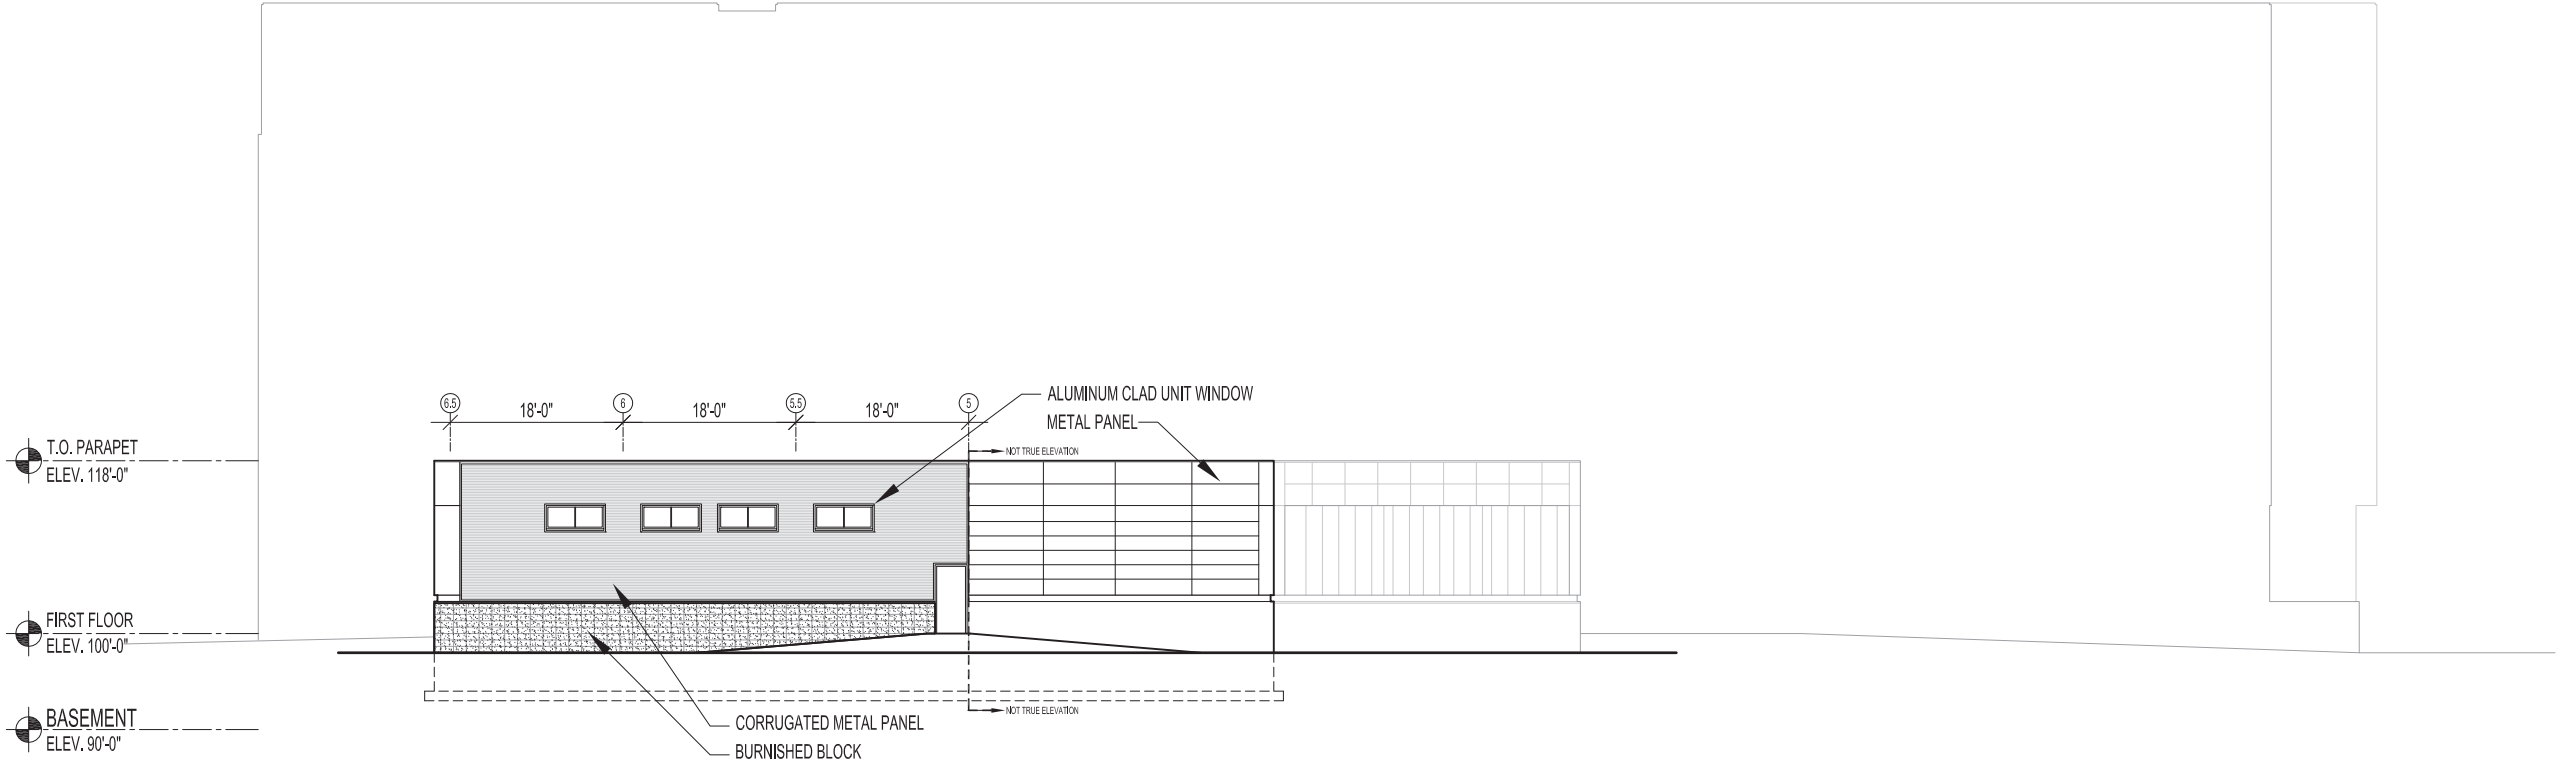 6.5
18'-0"
6
18'-0"
5.5
18'-0"
5
ALUMINUM CLAD UNIT WINDOW
METAL PANEL
NOT TRUE ELEVATION
T.O. PARAPET
ELEV. 118'-0"
FIRST FLOOR
ELEV. 100'-0"
BASEMENT
ELEV. 90'-0"
NOT TRUE ELEVATION
CORRUGATED METAL PANEL
BURNISHED BLOCK